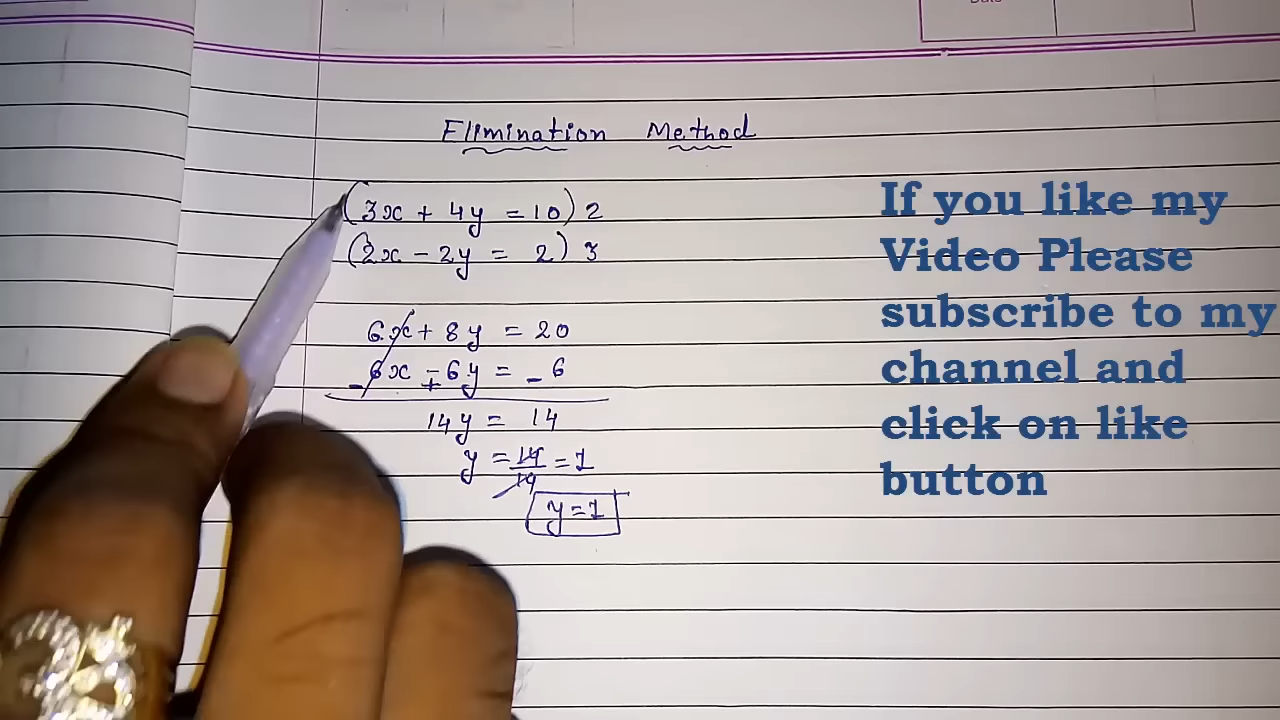 Elimination Method
(3x + 4y = 10) 2
(2x - 2y = 2) 3
6x + 8y = 20
6x - 6y = 6
- + -
14y = 14
y = 14/14 = 1
y = 1
If you like my
Video Please
subscribe to my
channel and
click on like
button